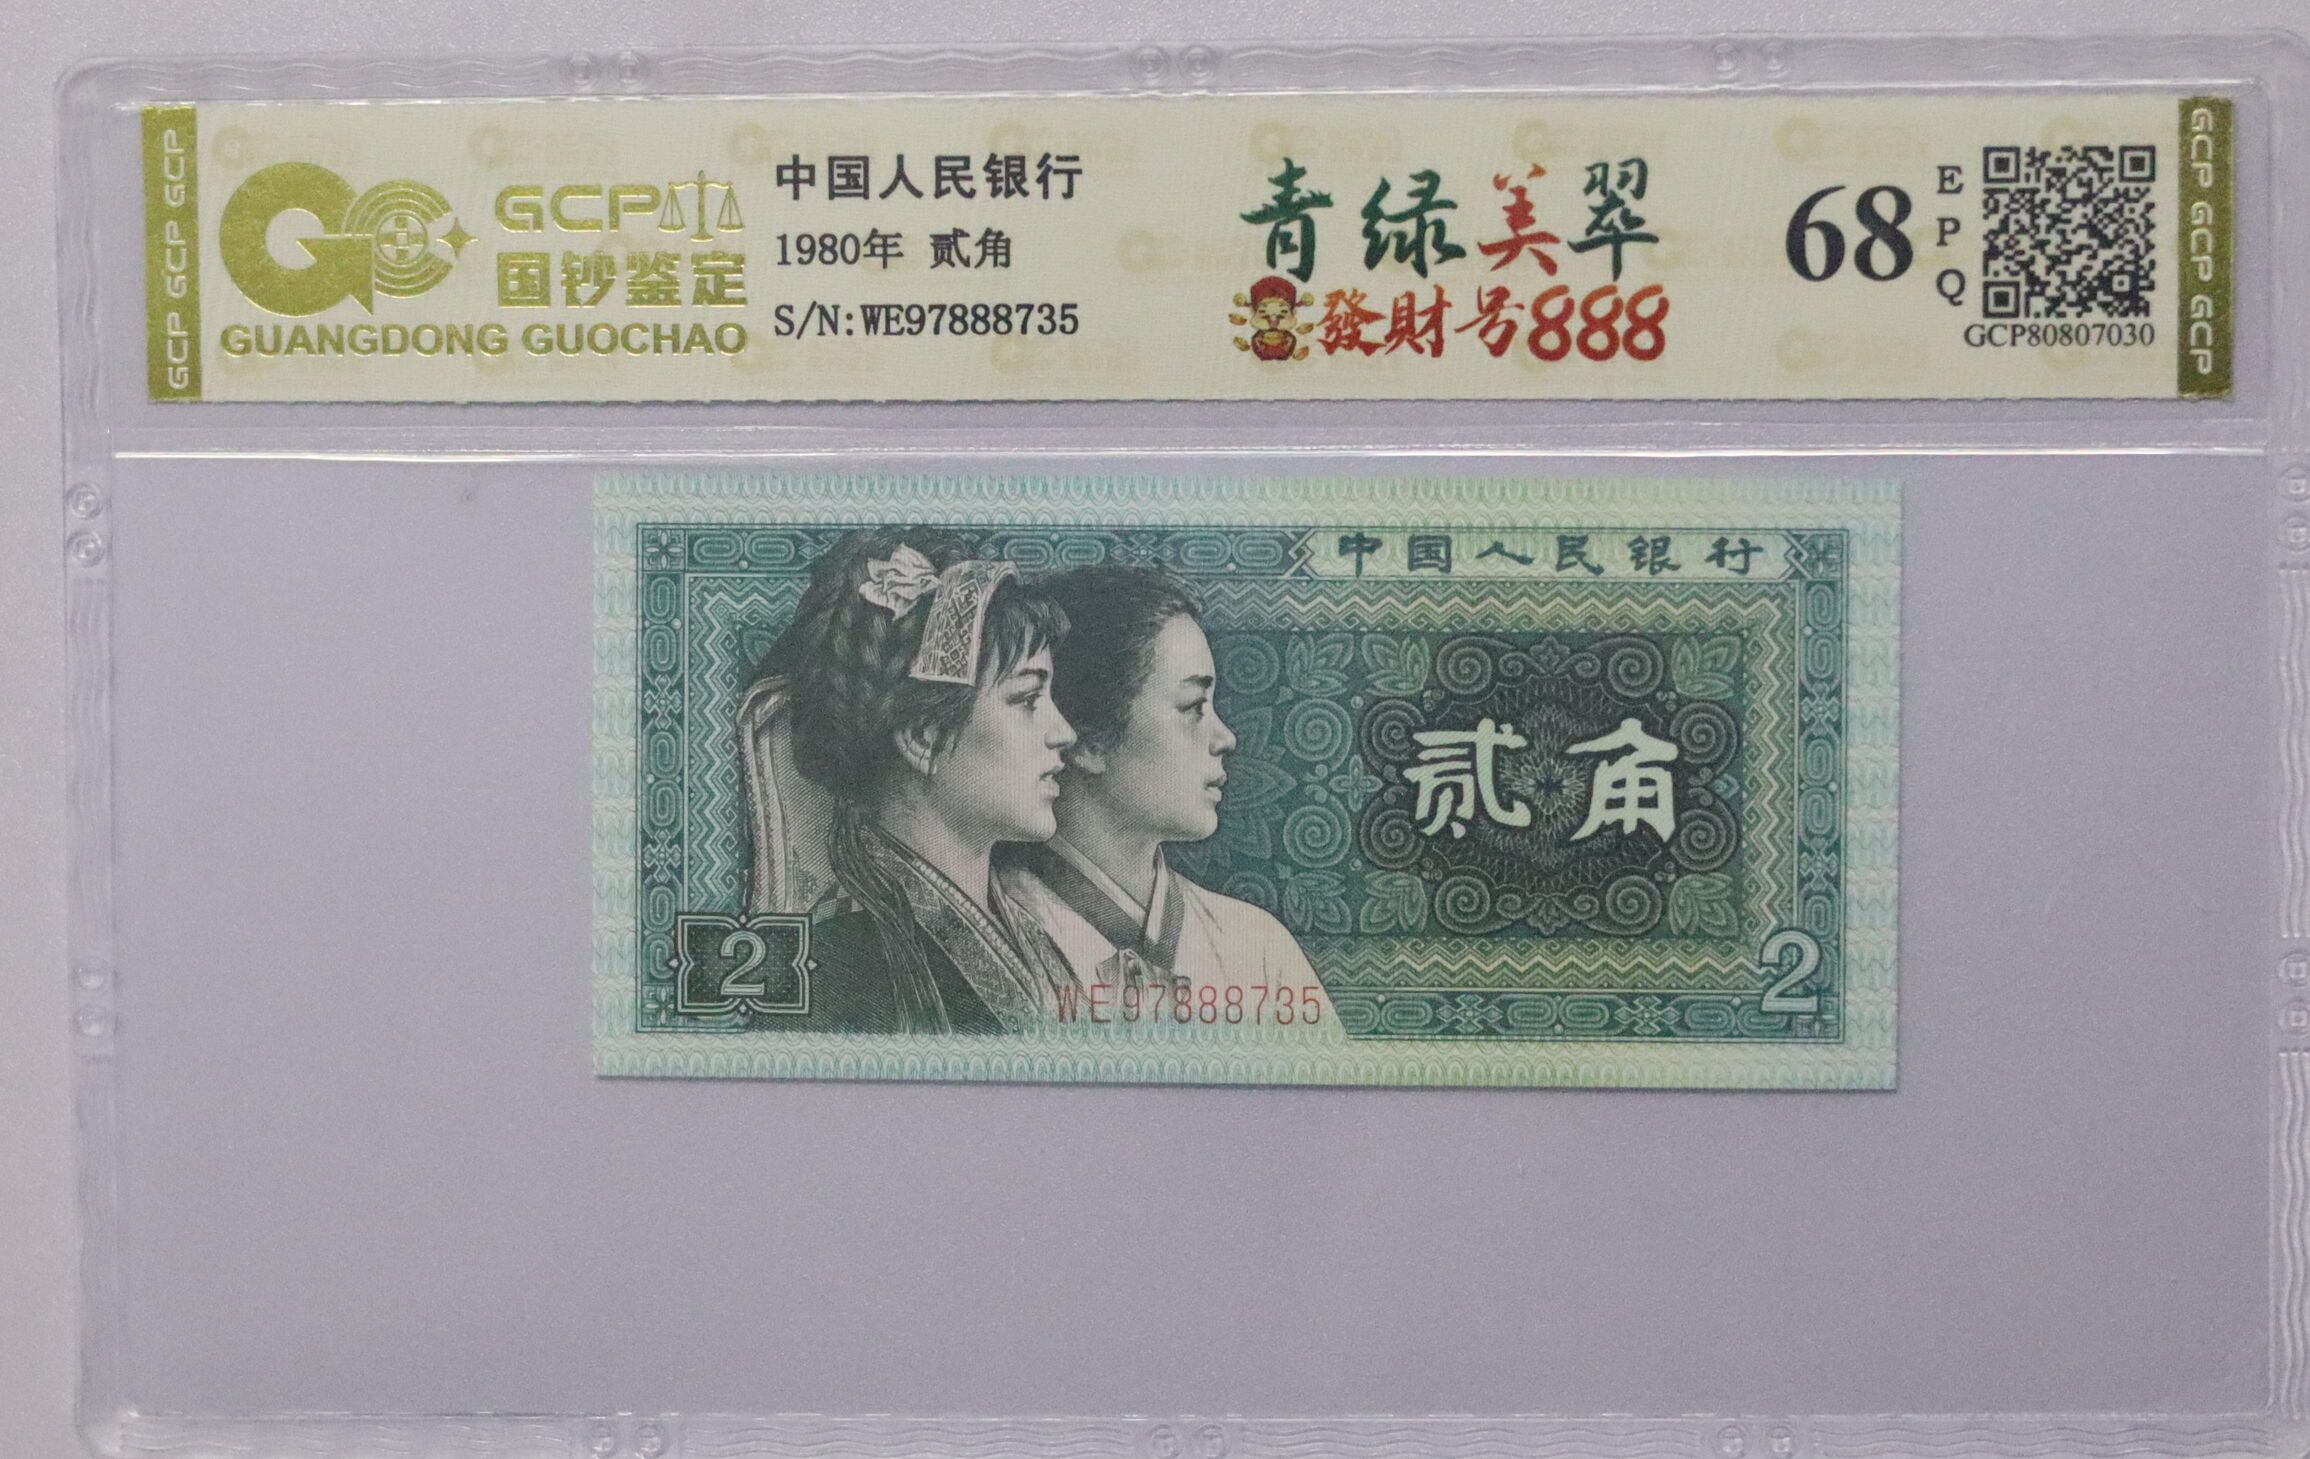 GCP GCP GCP
GCP
国钞鉴定
GUANGDONG GUOCHAO
中国人民银行
1980年 贰角
S/N:WE97888735
青绿美翠
發財号888
68
EPQ
GCP80807030
GCP GCP GCP
中国人民银行
贰角
2
WE97888735
2